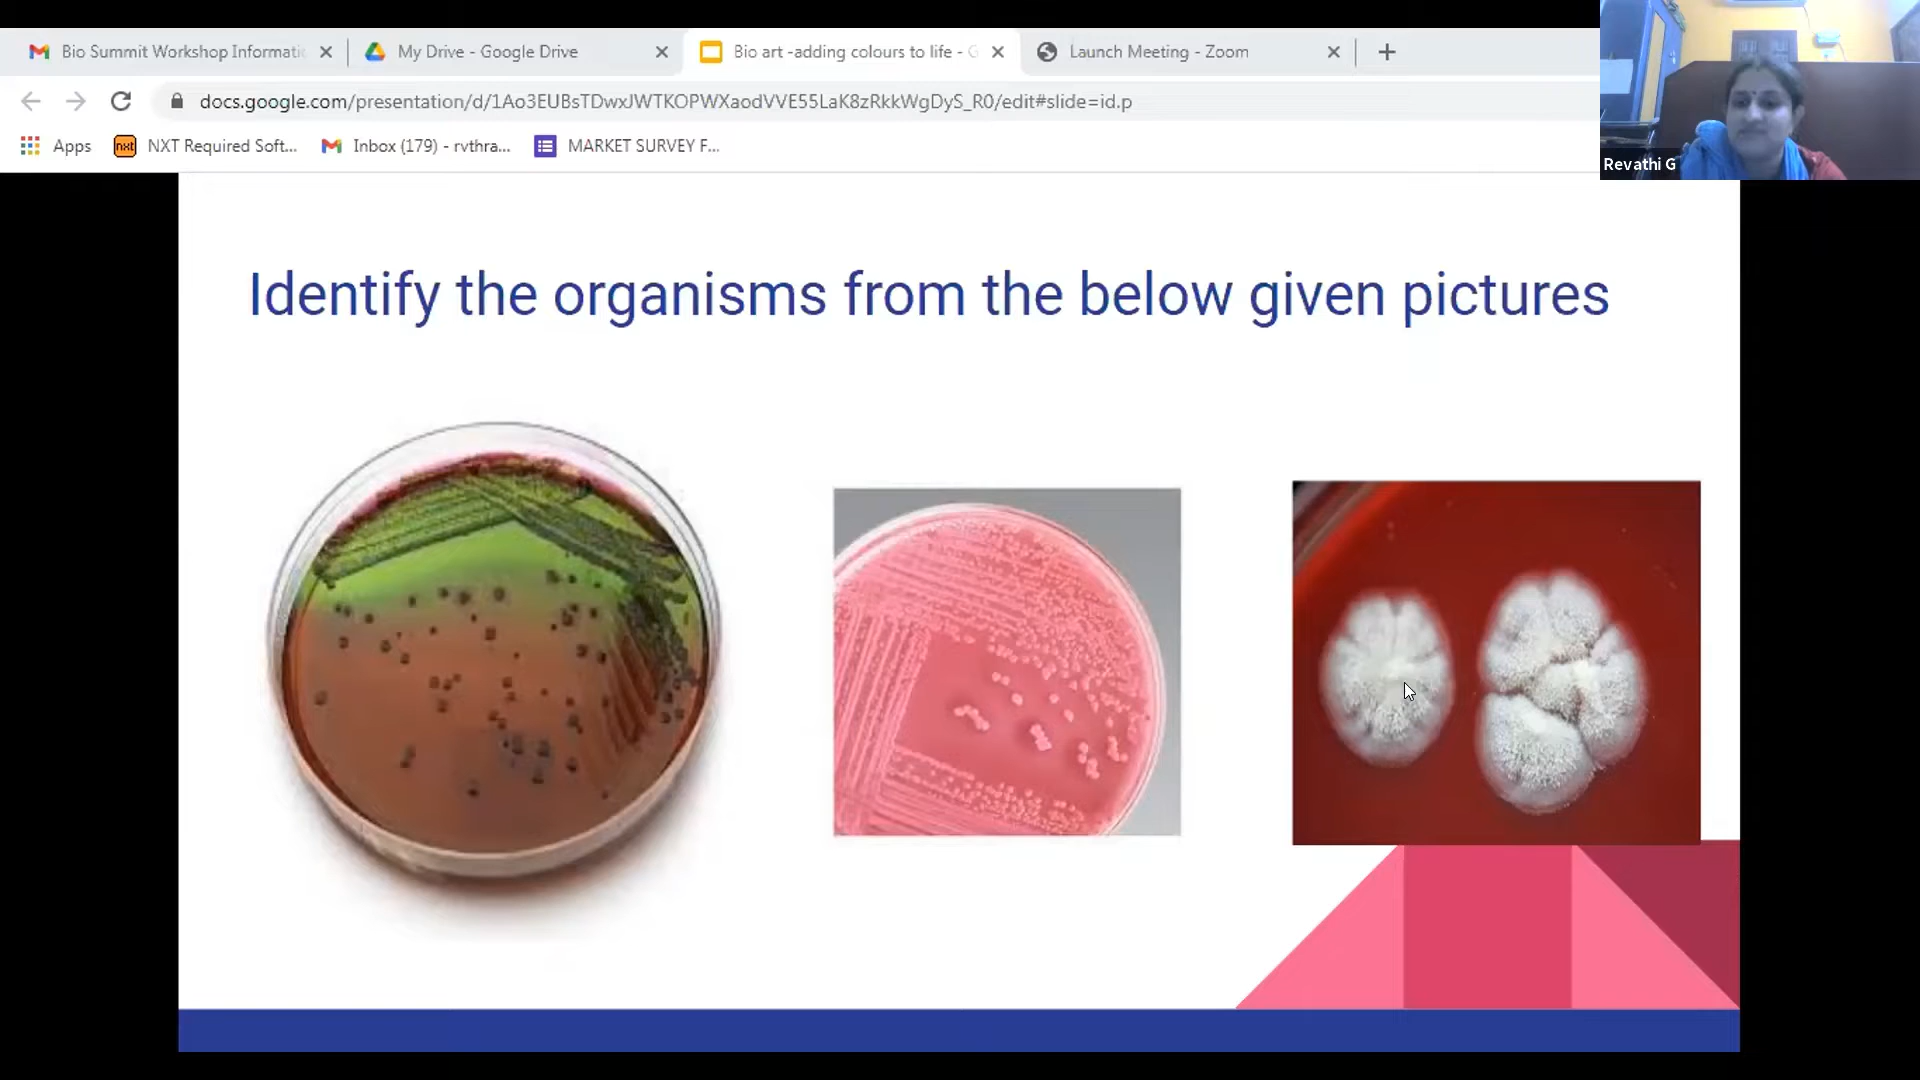 Bio Summit Workshop Informati
My Drive - Google Drive
Bio art -adding colours to life - G
Launch Meeting - Zoom
docs.google.com/presentation/d/1Ao3EUBsTDwxJWTKOPWXaodVVE55LaK8zRkkWgDyS_R0/edit#slide=id.p
Apps
nxt
NXT Required Soft...
Inbox (179) - rvthra...
MARKET SURVEY F...
Revathi G
Identify the organisms from the below given pictures